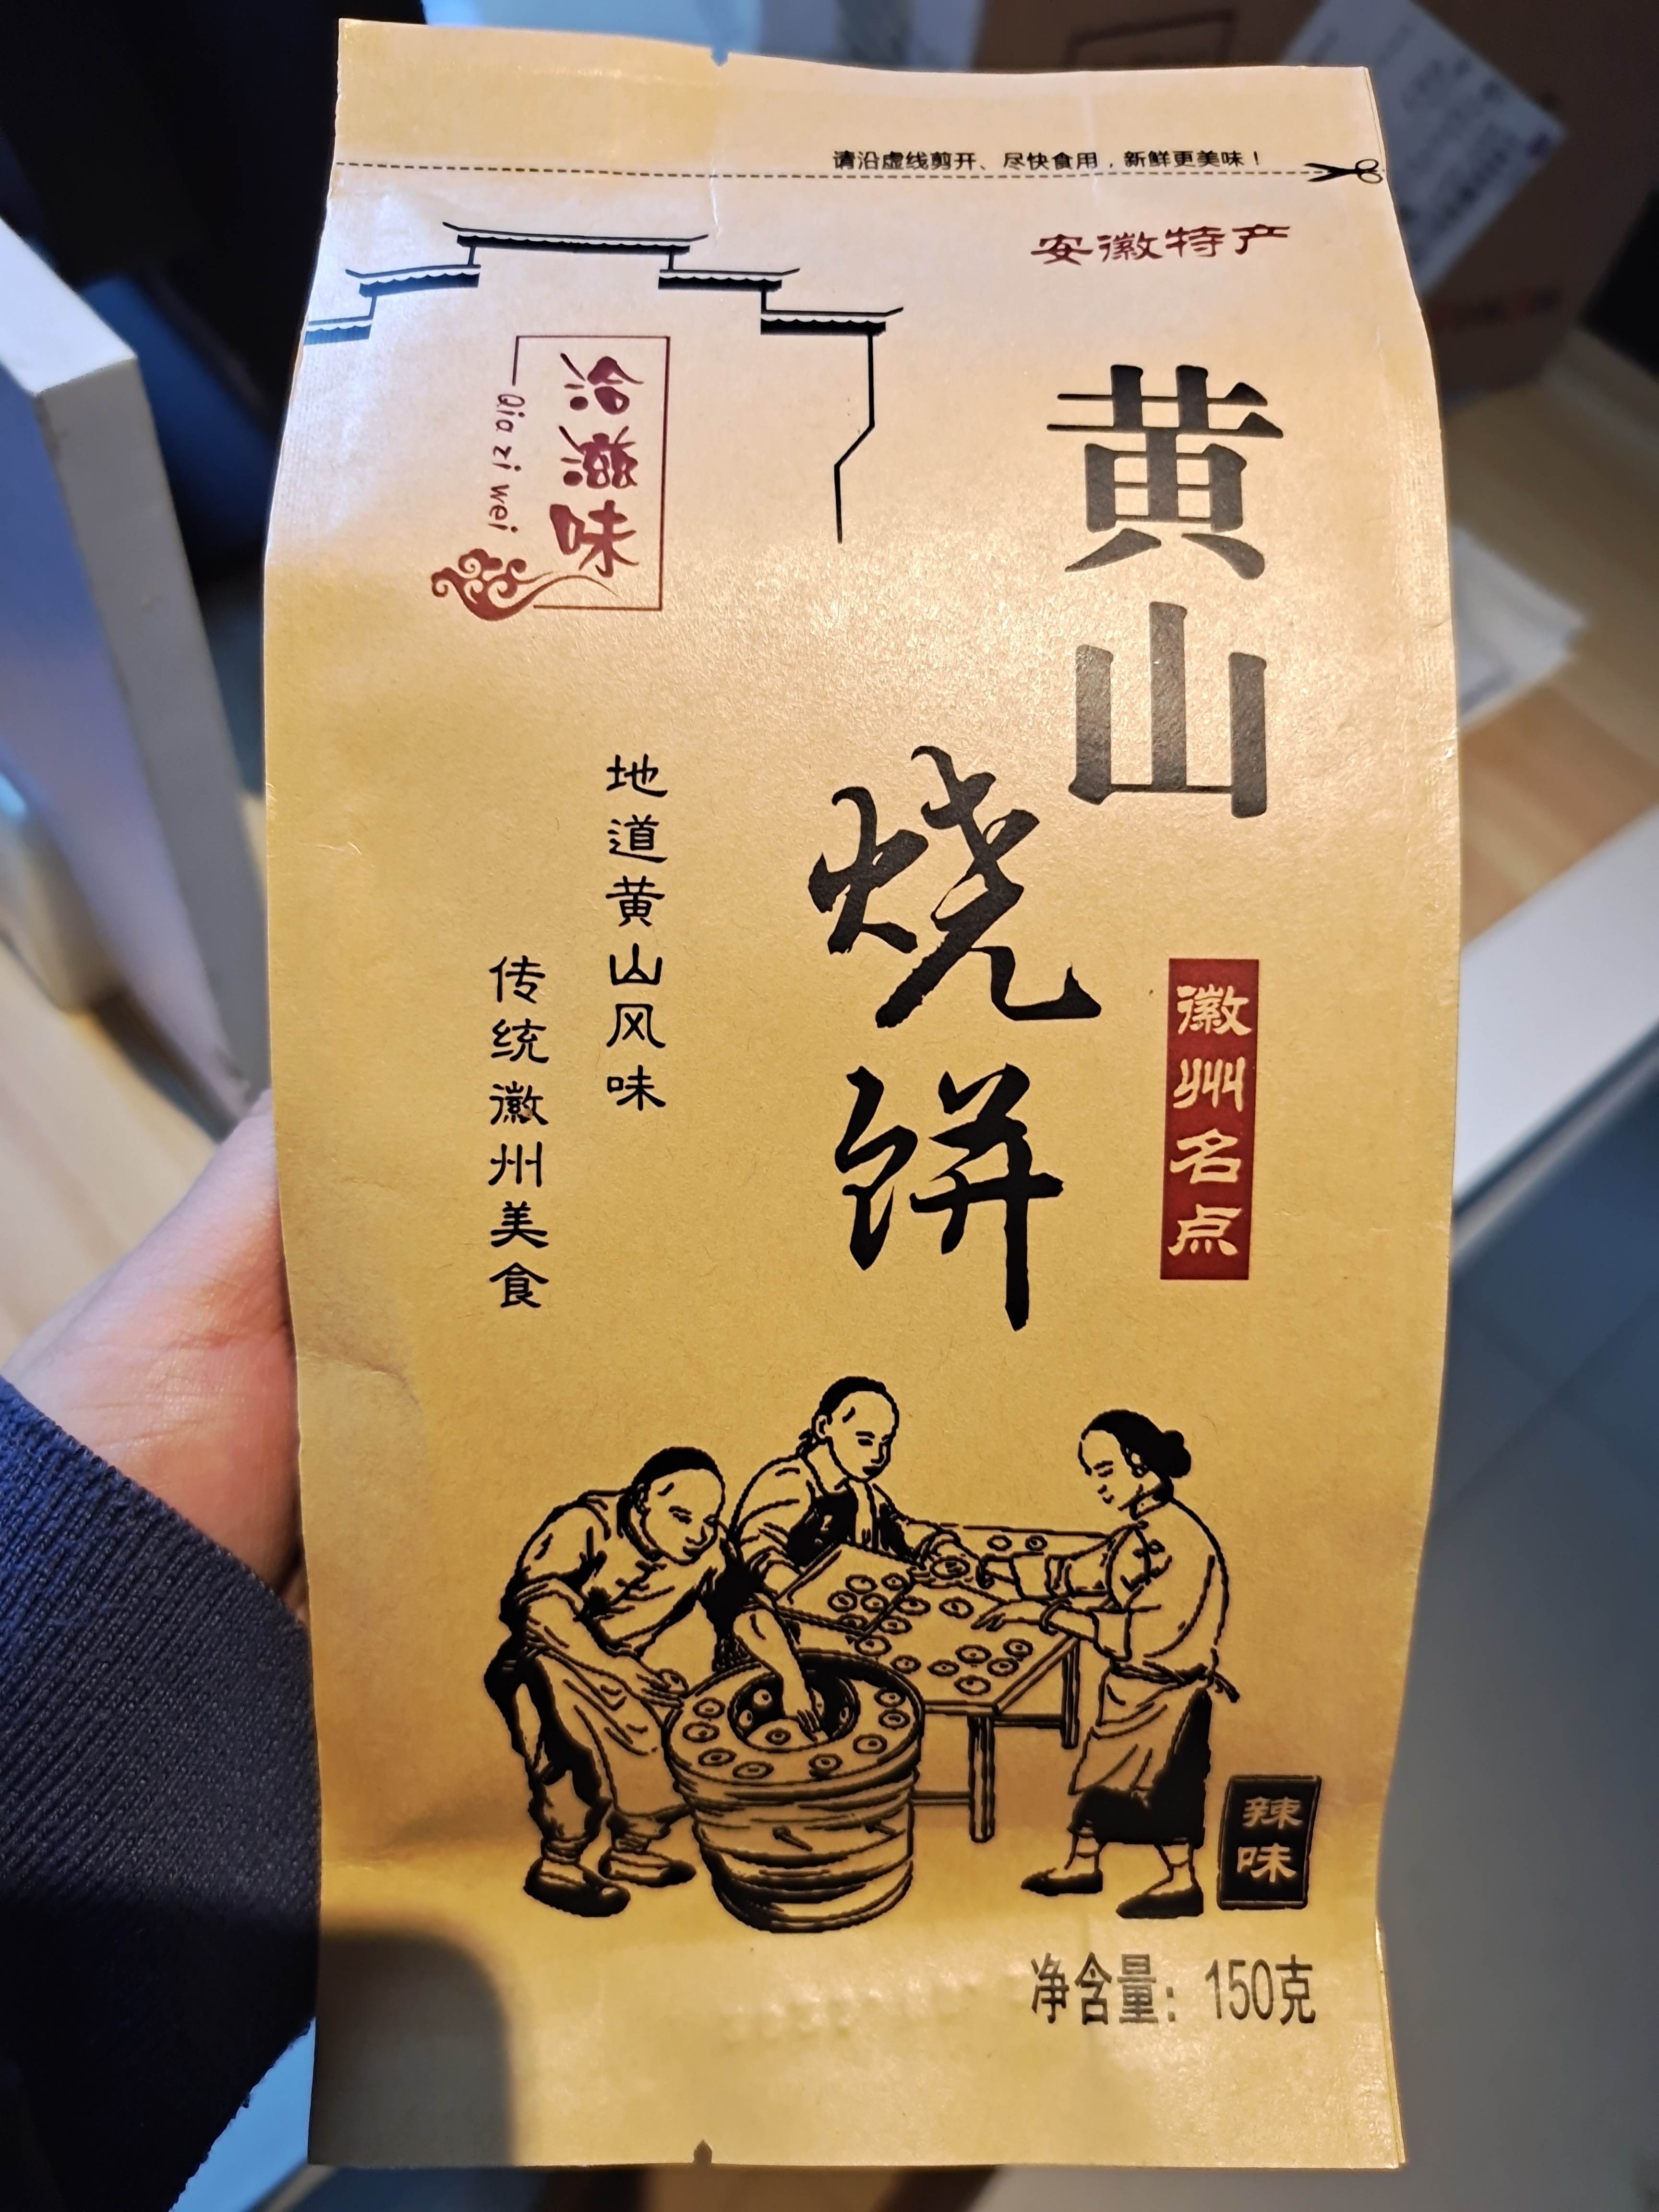 请沿虚线剪开、尽快食用，新鲜更美味！
安徽特产
洽滋味
Qia zi wei
黄山
烧饼
徽州名点
地道黄山风味
传统徽州美食
辣味
净含量：150克